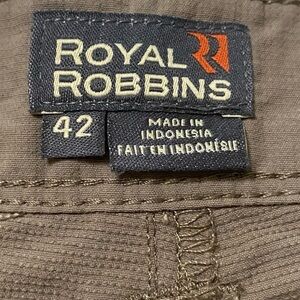 ROYAL
ROBBINS
42
MADE IN
INDONESIA
FAIT EN INDONÉSIE